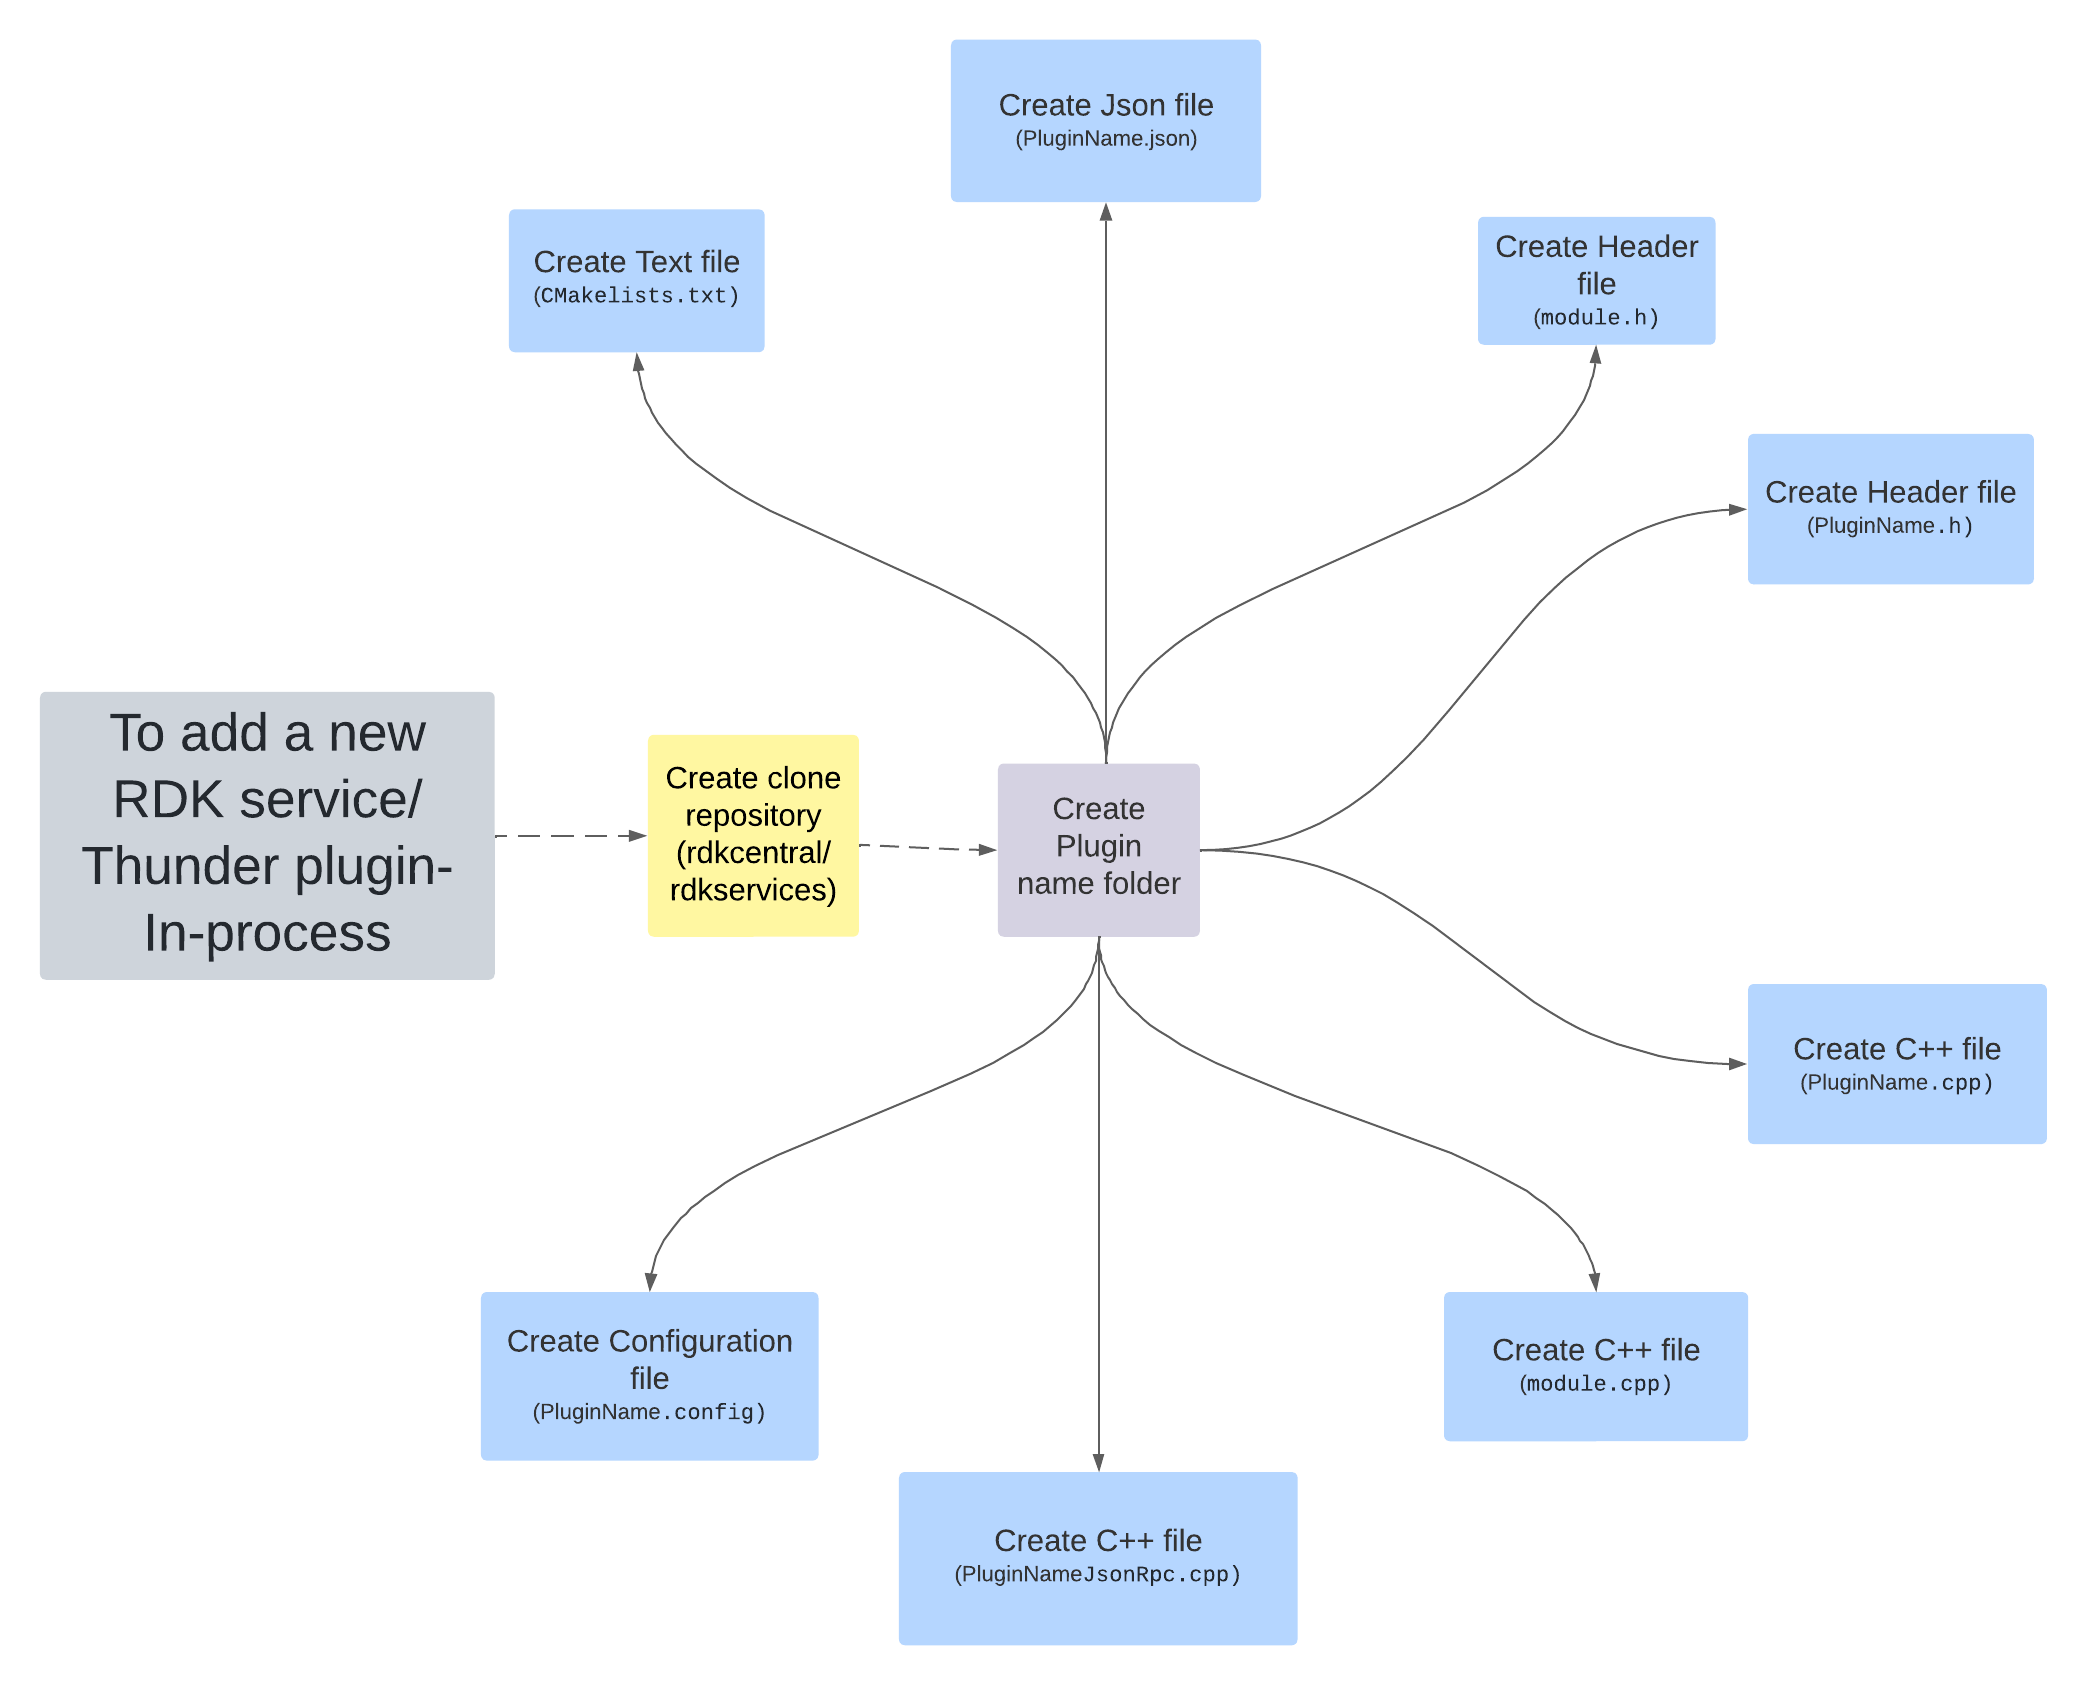 Create Json file
(PluginName.json)
Create Text file
(CMakelists.txt)
Create Header
file
(module.h)
Create Header file
(PluginName.h)
To add a new
RDK service/
Thunder plugin-
In-process
Create clone
repository
(rdkcentral/
rdkservices)
Create
Plugin
name folder
Create C++ file
(PluginName.cpp)
Create Configuration
file
(PluginName.config)
Create C++ file
(module.cpp)
Create C++ file
(PluginNameJsonRpc.cpp)